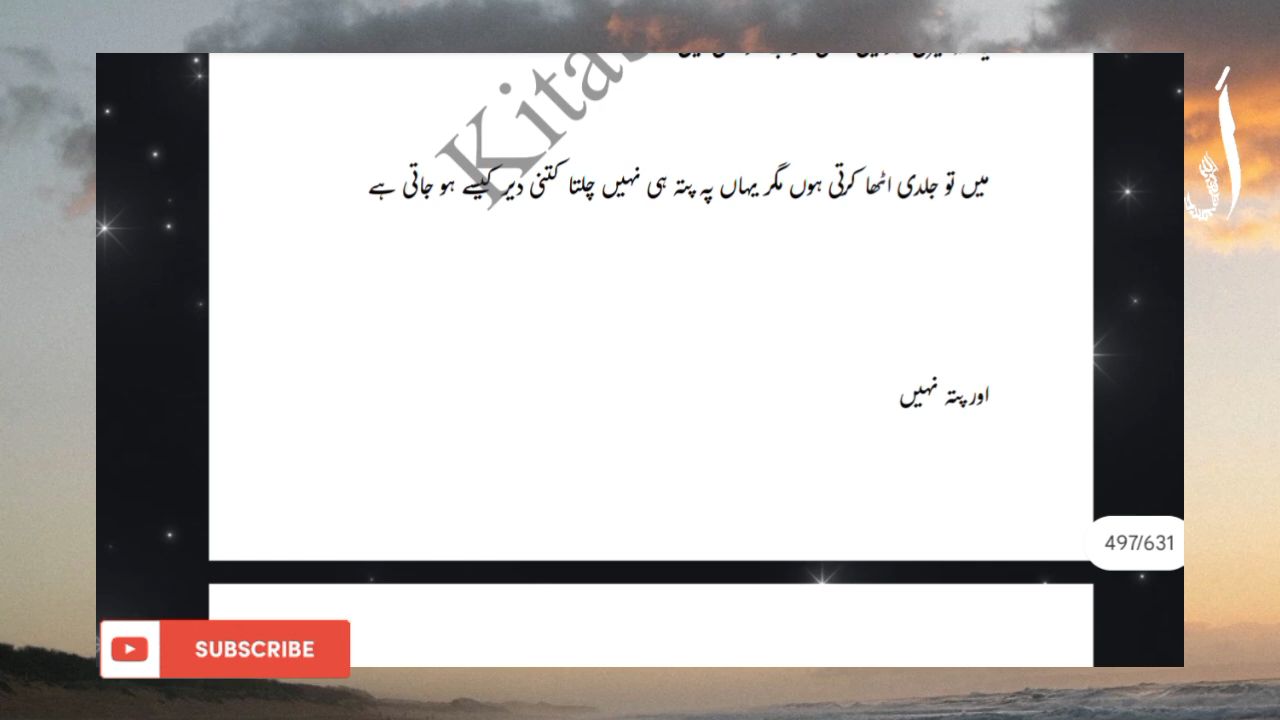 Kita
میں تو جلدی اٹھا کرتی ہوں مگر یہاں پہ پتہ ہی نہیں چلتا کتنی دیر کیسے ہو جاتی ہے
اور پتہ نہیں
497/631
SUBSCRIBE